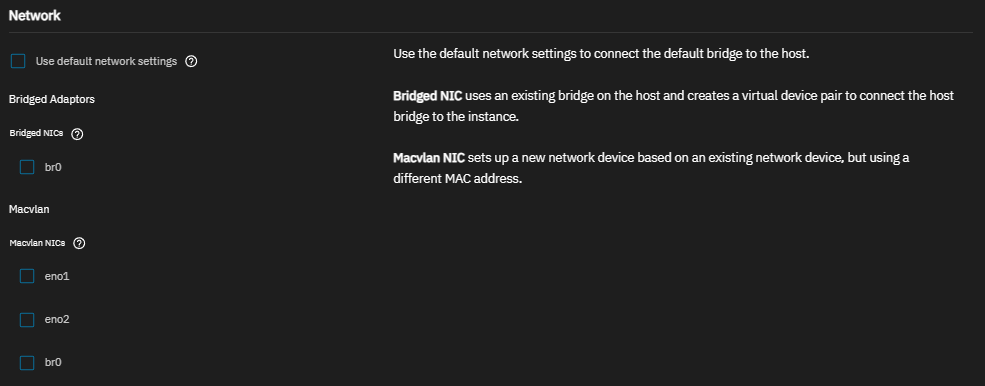 Network
Use default network settings
Bridged Adaptors
Bridged NICs
br0
Macvlan
Macvlan NICs
eno1
eno2
br0
Use the default network settings to connect the default bridge to the host.
Bridged NIC uses an existing bridge on the host and creates a virtual device pair to connect the host
bridge to the instance.
Macvlan NIC sets up a new network device based on an existing network device, but using a
different MAC address.